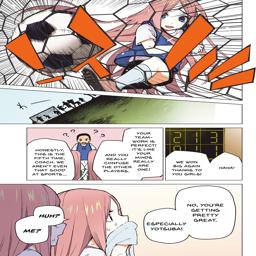 HAHA!
WE WON
BIG AGAIN
THANKS TO
YOU GIRLS!
YOUR
TEAM-
WORK IS
PERFECT!
IT'S LIKE
YOUR
MINDS
REALLY
ARE
ONE!
AND YOU
REALLY
CONFUSE
THE OTHER
PLAYERS.
HONESTLY,
THIS IS THE
FIFTH TIME,
COACH. WE
AREN'T EVEN
THAT GOOD
AT SPORTS...
NO, YOU'RE
GETTING
PRETTY
GREAT.
ESPECIALLY
YOTSUBA!
HUH?
ME?